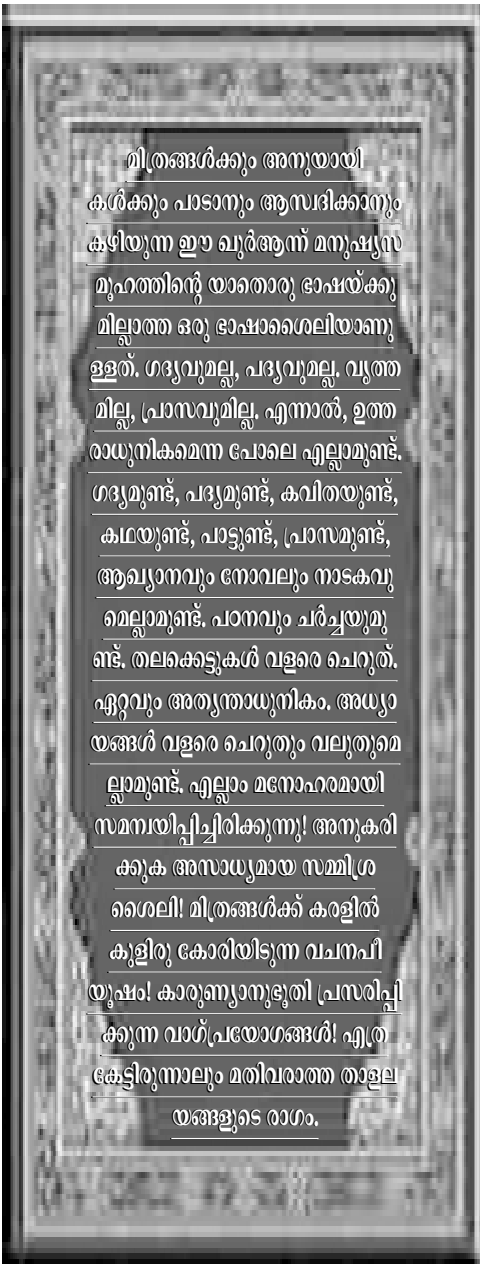 മിത്രങ്ങൾക്കും അനുയായി
കൾക്കും പാടാനും ആസ്വദിക്കാനും
കഴിയുന്ന ഈ ഖുർആന്ന് മനുഷ്യസ
മൂഹത്തിന്റെ യാതൊരു ഭാഷയ്ക്കു
മില്ലാത്ത ഒരു ഭാഷാശൈലിയാണു
ള്ളത്. ഗദ്യവുമല്ല, പദ്യവുമല്ല. വൃത്ത
മില്ല, പ്രാസവുമില്ല. എന്നാൽ, ഉത്ത
രാധുനികമെന്ന പോലെ എല്ലാമുണ്ട്.
ഗദ്യമുണ്ട്, പദ്യമുണ്ട്, കവിതയുണ്ട്,
കഥയുണ്ട്, പാട്ടുണ്ട്, പ്രാസമുണ്ട്,
ആഖ്യാനവും നോവലും നാടകവു
മെല്ലാമുണ്ട്. പഠനവും ചർച്ചയുമു
ണ്ട്. തലക്കെട്ടുകൾ വളരെ ചെറുത്.
ഏറ്റവും അത്യന്താധുനികം. അധ്യാ
യങ്ങൾ വളരെ ചെറുതും വലുതുമെ
ല്ലാമുണ്ട്. എല്ലാം മനോഹരമായി
സമന്വയിപ്പിച്ചിരിക്കുന്നു! അനുകരി
ക്കുക അസാധ്യമായ സമ്മിശ്ര
ശൈലി! മിത്രങ്ങൾക്ക് കരളിൽ
കുളിരു കോരിയിടുന്ന വചനപീ
യൂഷം! കാരുണ്യാനുഭൂതി പ്രസരിപ്പി
ക്കുന്ന വാഗ്പ്രയോഗങ്ങൾ! എത്ര
കേട്ടിരുന്നാലും മതിവരാത്ത താളല
യങ്ങളുടെ രാഗം.